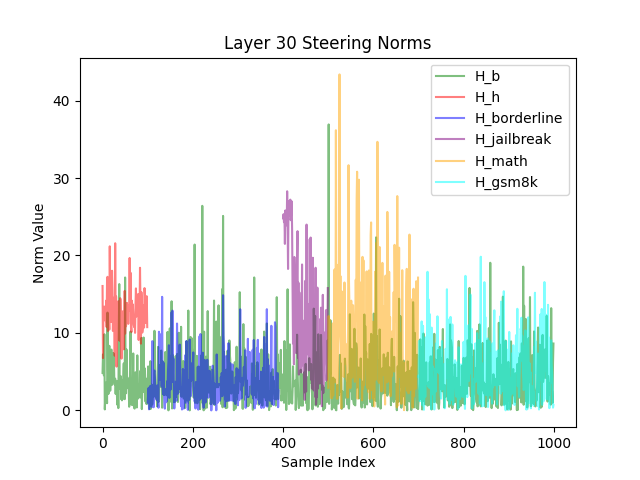 Layer 30 Steering Norms
Norm Value
40
30
20
10
0
H_b
H_h
H_borderline
H_jailbreak
H_math
H_gsm8k
0
200
400
600
800
1000
Sample Index